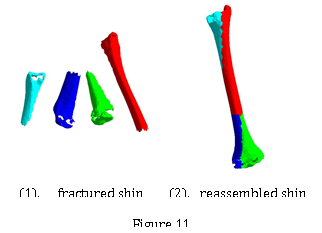 (1). fractured shin (2). reassembled shin
Figure 11